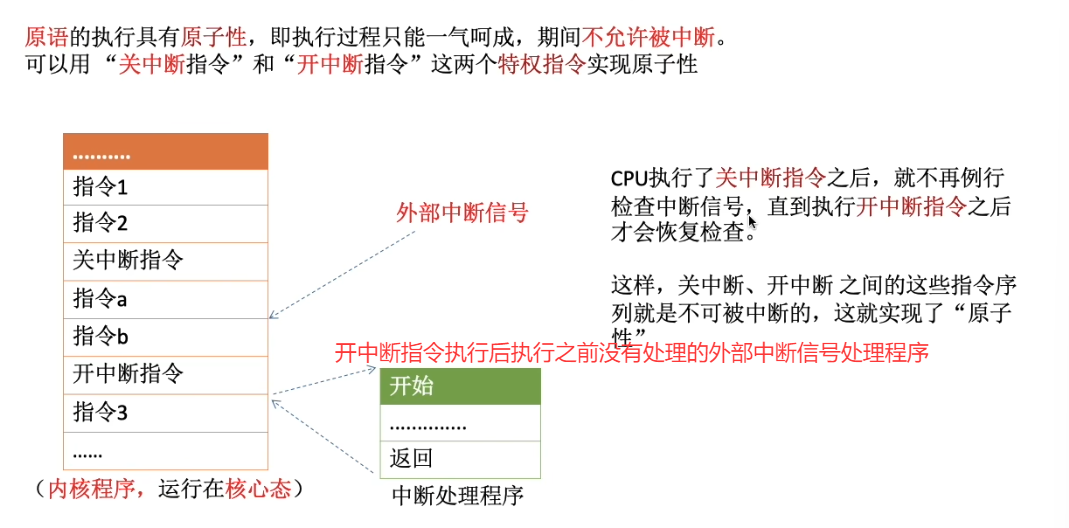 原语的执行具有原子性，即执行过程只能一气呵成，期间不允许被中断。
可以用 “关中断指令”和“开中断指令”这两个特权指令实现原子性
..........
指令1
指令2
关中断指令
指令a
指令b
开中断指令
指令3
......
（内核程序，运行在核心态）
外部中断信号
CPU执行了关中断指令之后，就不再例行
检查中断信号，直到执行开中断指令之后
才会恢复检查。
这样，关中断、开中断 之间的这些指令序
列就是不可被中断的，这就实现了“原子
性”
开中断指令执行后执行之前没有处理的外部中断信号处理程序
开始
..............
返回
中断处理程序